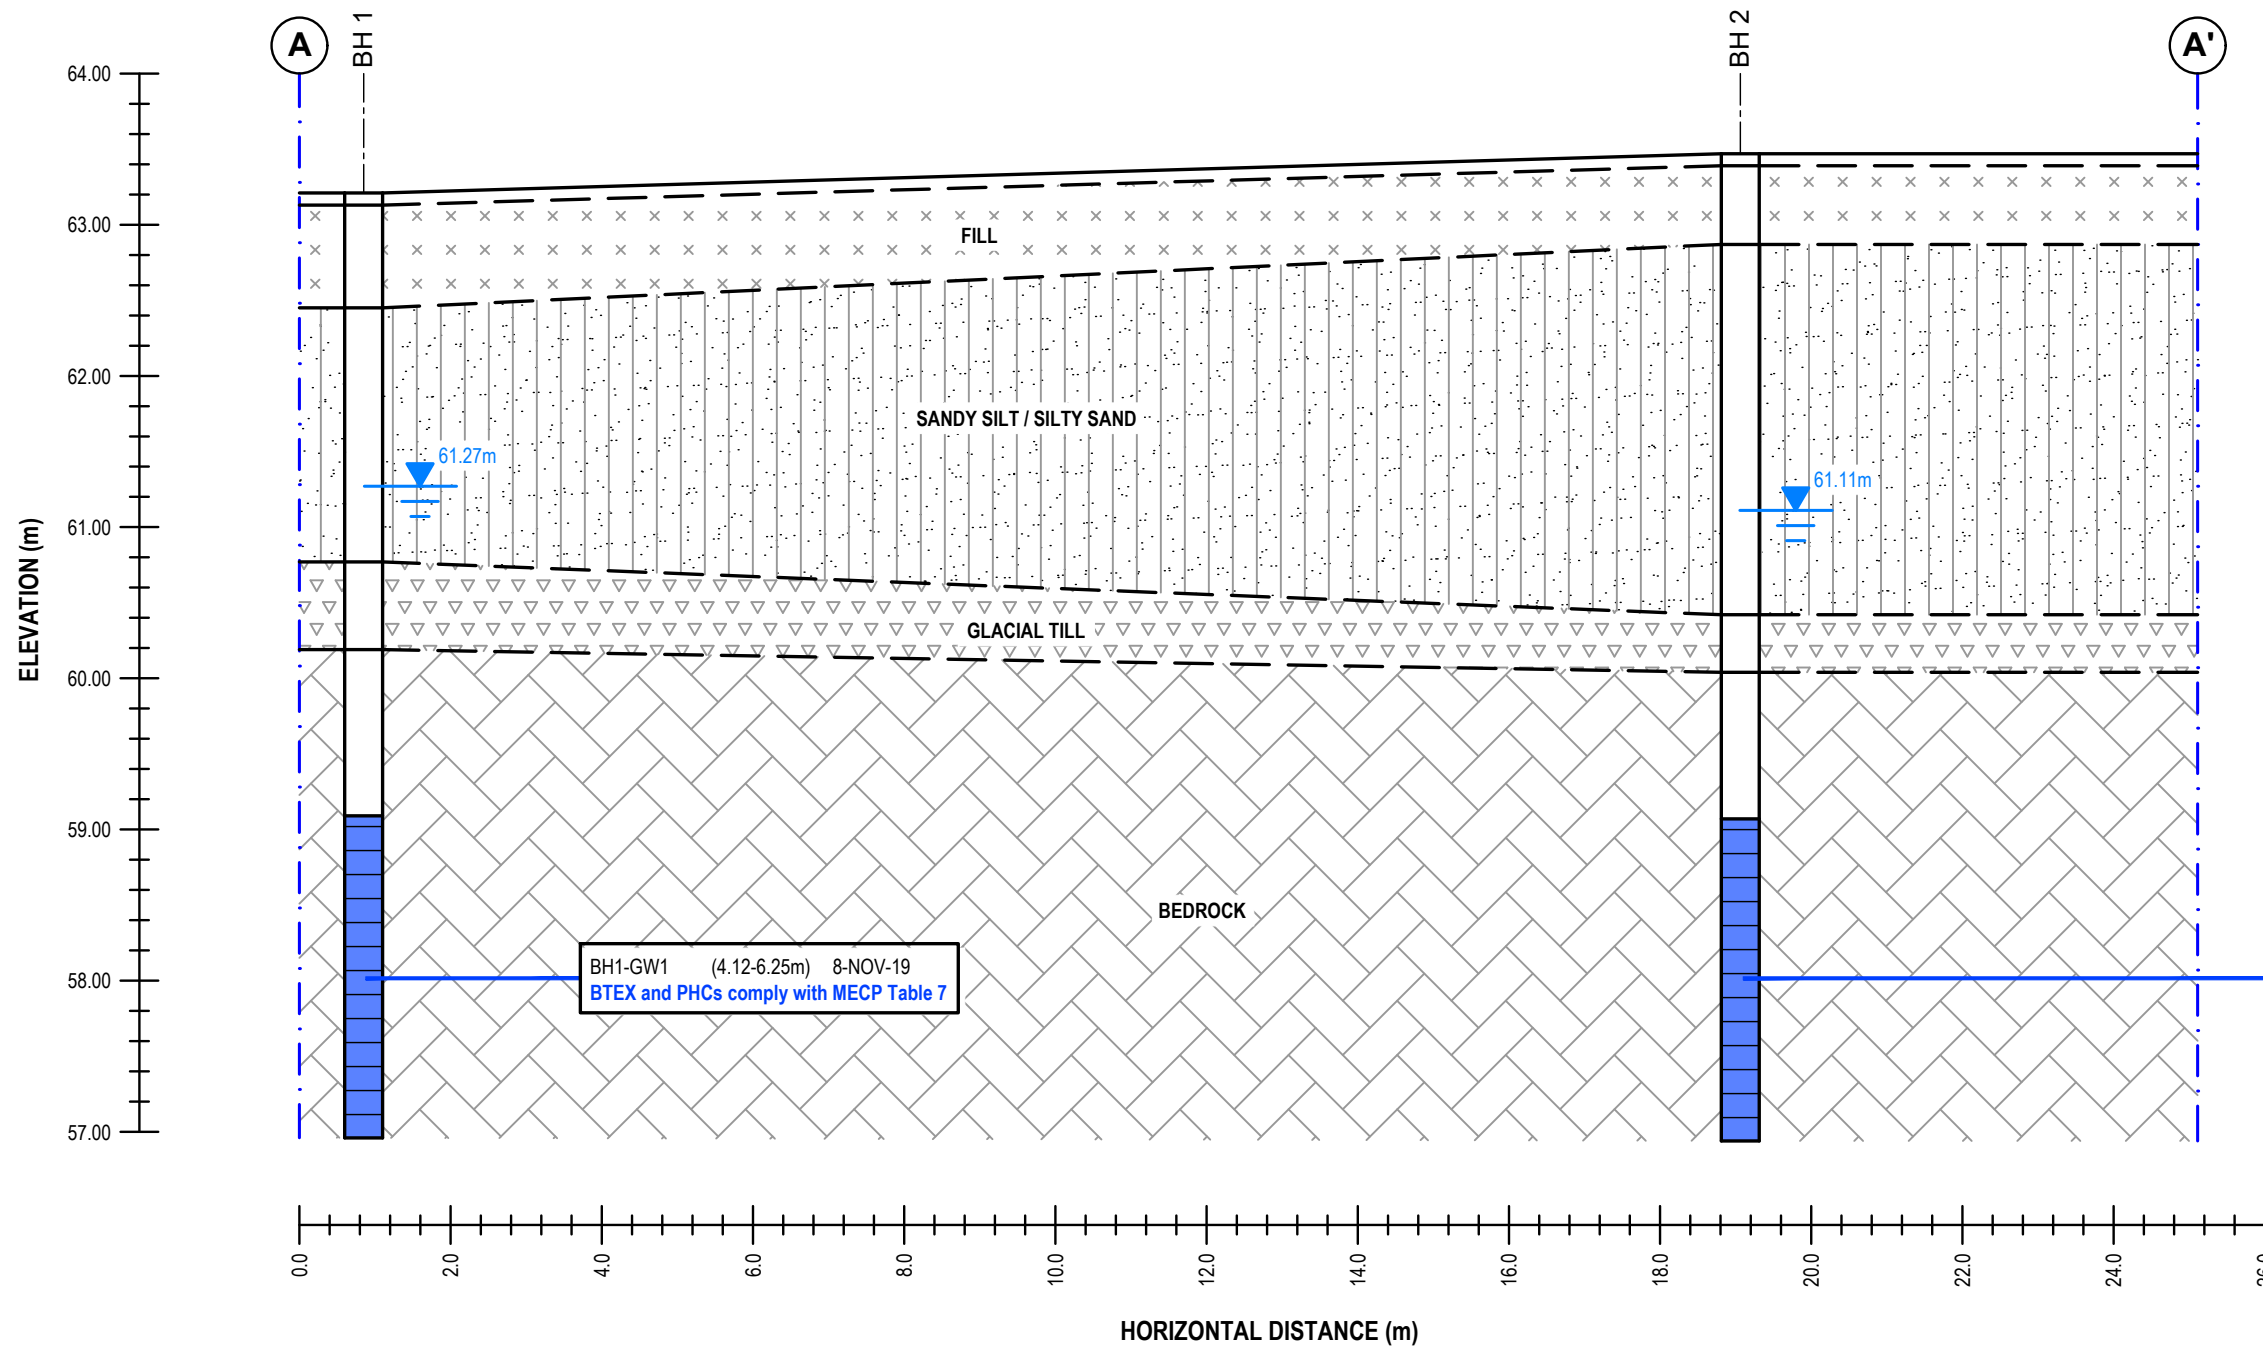 A
BH 1
BH 2
A'
64.00
63.00
62.00
61.00
60.00
59.00
58.00
57.00
ELEVATION (m)
FILL
SANDY SILT / SILTY SAND
61.27m
61.11m
GLACIAL TILL
BEDROCK
BH1-GW1 (4.12-6.25m) 8-NOV-19
BTEX and PHCs comply with MECP Table 7
0.0
2.0
4.0
6.0
8.0
10.0
12.0
14.0
16.0
18.0
20.0
22.0
24.0
26.0
HORIZONTAL DISTANCE (m)